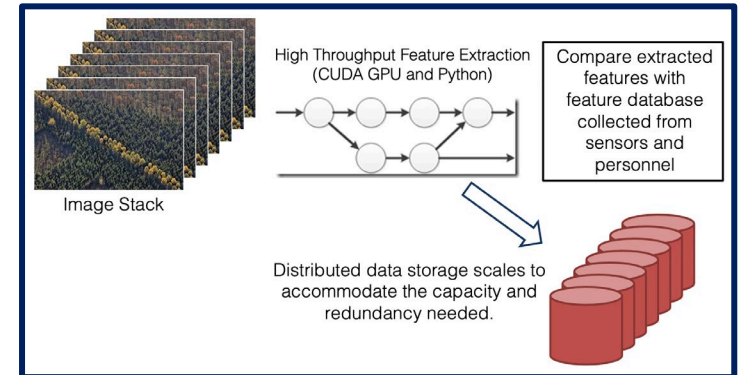 High Throughput Feature Extraction
(CUDA GPU and Python)
Compare extracted
features with
feature database
collected from
sensors and
personnel
Image Stack
Distributed data storage scales to
accommodate the capacity and
redundancy needed.